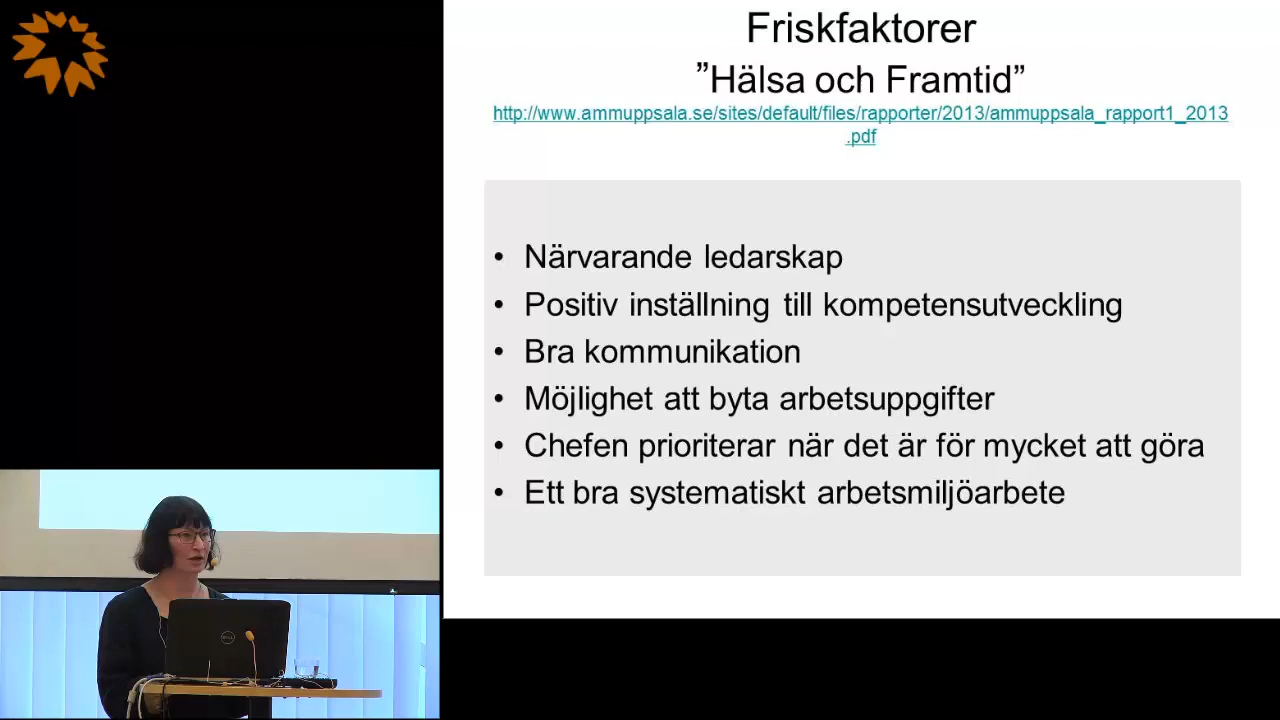 Friskfaktorer
”Hälsa och Framtid”
http://www.ammuppsala.se/sites/default/files/rapporter/2013/ammuppsala_rapport1_2013
.pdf
• Närvarande ledarskap
• Positiv inställning till kompetensutveckling
• Bra kommunikation
• Möjlighet att byta arbetsuppgifter
• Chefen prioriterar när det är för mycket att göra
• Ett bra systematiskt arbetsmiljöarbete
DELL